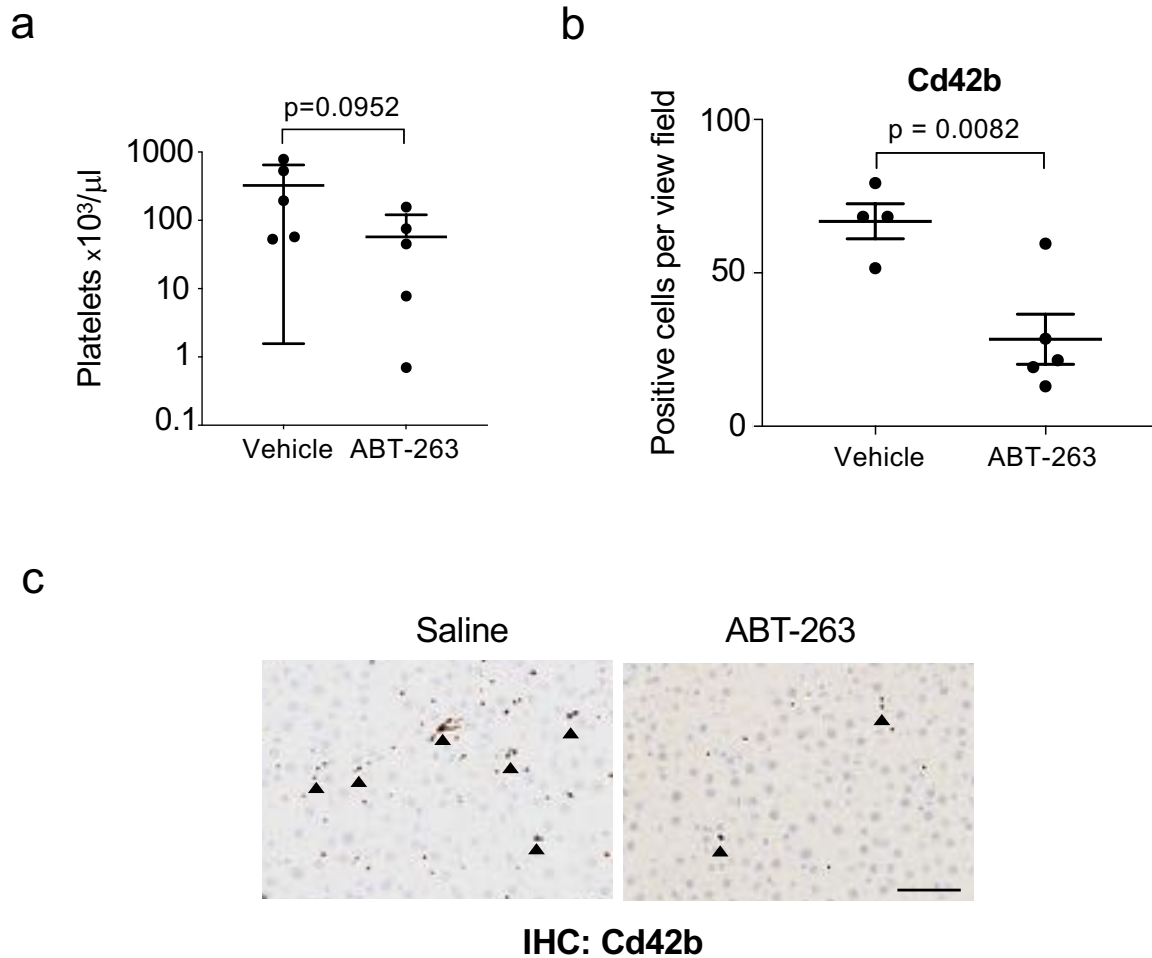 a
p=0.0952
Platelets x10³/µl
1000
100
10
1
0.1
Vehicle ABT-263
b
Cd42b
p = 0.0082
Positive cells per view field
100
50
0
Vehicle ABT-263
c
Saline ABT-263
IHC: Cd42b